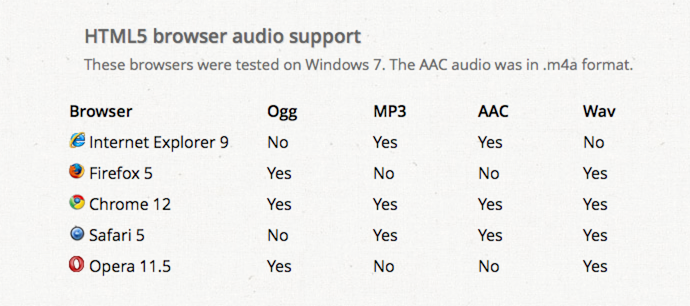 HTML5 browser audio support
These browsers were tested on Windows 7. The AAC audio was in .m4a format.
Browser Ogg MP3 AAC Wav
Internet Explorer 9 No Yes Yes No
Firefox 5 Yes No No Yes
Chrome 12 Yes Yes Yes Yes
Safari 5 No Yes Yes Yes
Opera 11.5 Yes No No Yes